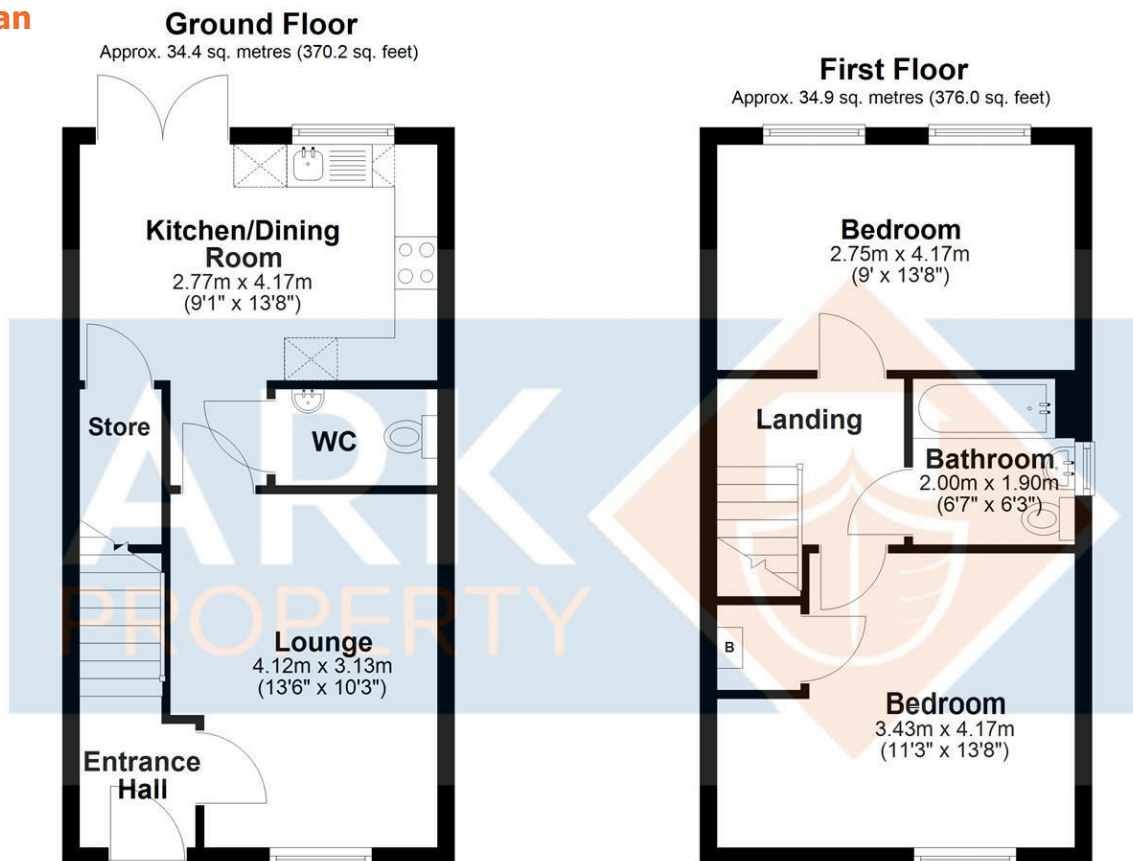 an
Ground Floor
Approx. 34.4 sq. metres (370.2 sq. feet)
Kitchen/Dining
Room
2.77m x 4.17m
(9'1" x 13'8")
Store
WC
Lounge
4.12m x 3.13m
(13'6" x 10'3")
Entrance
Hall
First Floor
Approx. 34.9 sq. metres (376.0 sq. feet)
Bedroom
2.75m x 4.17m
(9' x 13'8")
Landing
Bathroom
2.00m x 1.90m
(6'7" x 6'3")
B
Bedroom
3.43m x 4.17m
(11'3" x 13'8")
ARK
PROPERTY